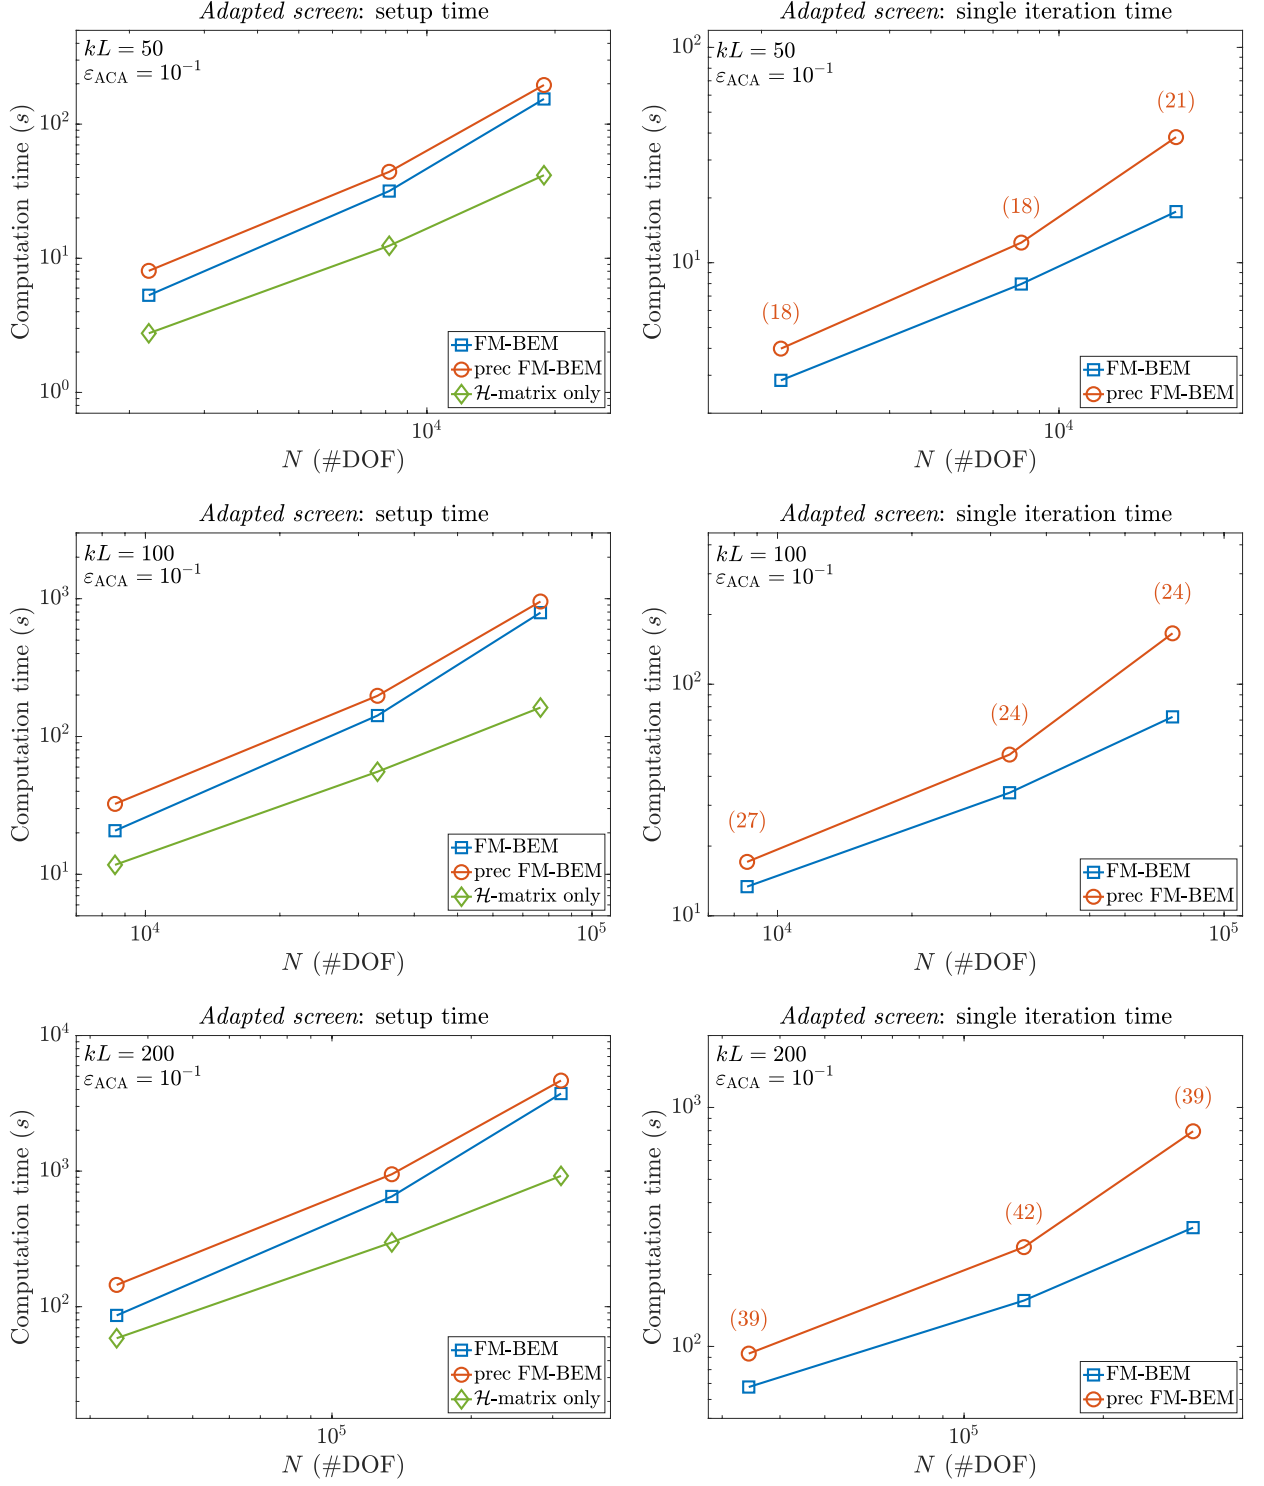 Adapted screen: setup time
kL = 50
ε_ACA = 10^-1
Computation time (s)
10^2
10^1
10^0
FM-BEM
prec FM-BEM
ℋ-matrix only
10^4
N (#DOF)
Adapted screen: single iteration time
kL = 50
ε_ACA = 10^-1
Computation time (s)
10^2
10^1
(21)
(18)
(18)
FM-BEM
prec FM-BEM
10^4
N (#DOF)
Adapted screen: setup time
kL = 100
ε_ACA = 10^-1
Computation time (s)
10^3
10^2
10^1
FM-BEM
prec FM-BEM
ℋ-matrix only
10^4
10^5
N (#DOF)
Adapted screen: single iteration time
kL = 100
ε_ACA = 10^-1
Computation time (s)
10^2
10^1
(24)
(24)
(27)
FM-BEM
prec FM-BEM
10^4
10^5
N (#DOF)
Adapted screen: setup time
kL = 200
ε_ACA = 10^-1
Computation time (s)
10^4
10^3
10^2
FM-BEM
prec FM-BEM
ℋ-matrix only
10^5
N (#DOF)
Adapted screen: single iteration time
kL = 200
ε_ACA = 10^-1
Computation time (s)
10^3
10^2
(39)
(42)
(39)
FM-BEM
prec FM-BEM
10^5
N (#DOF)